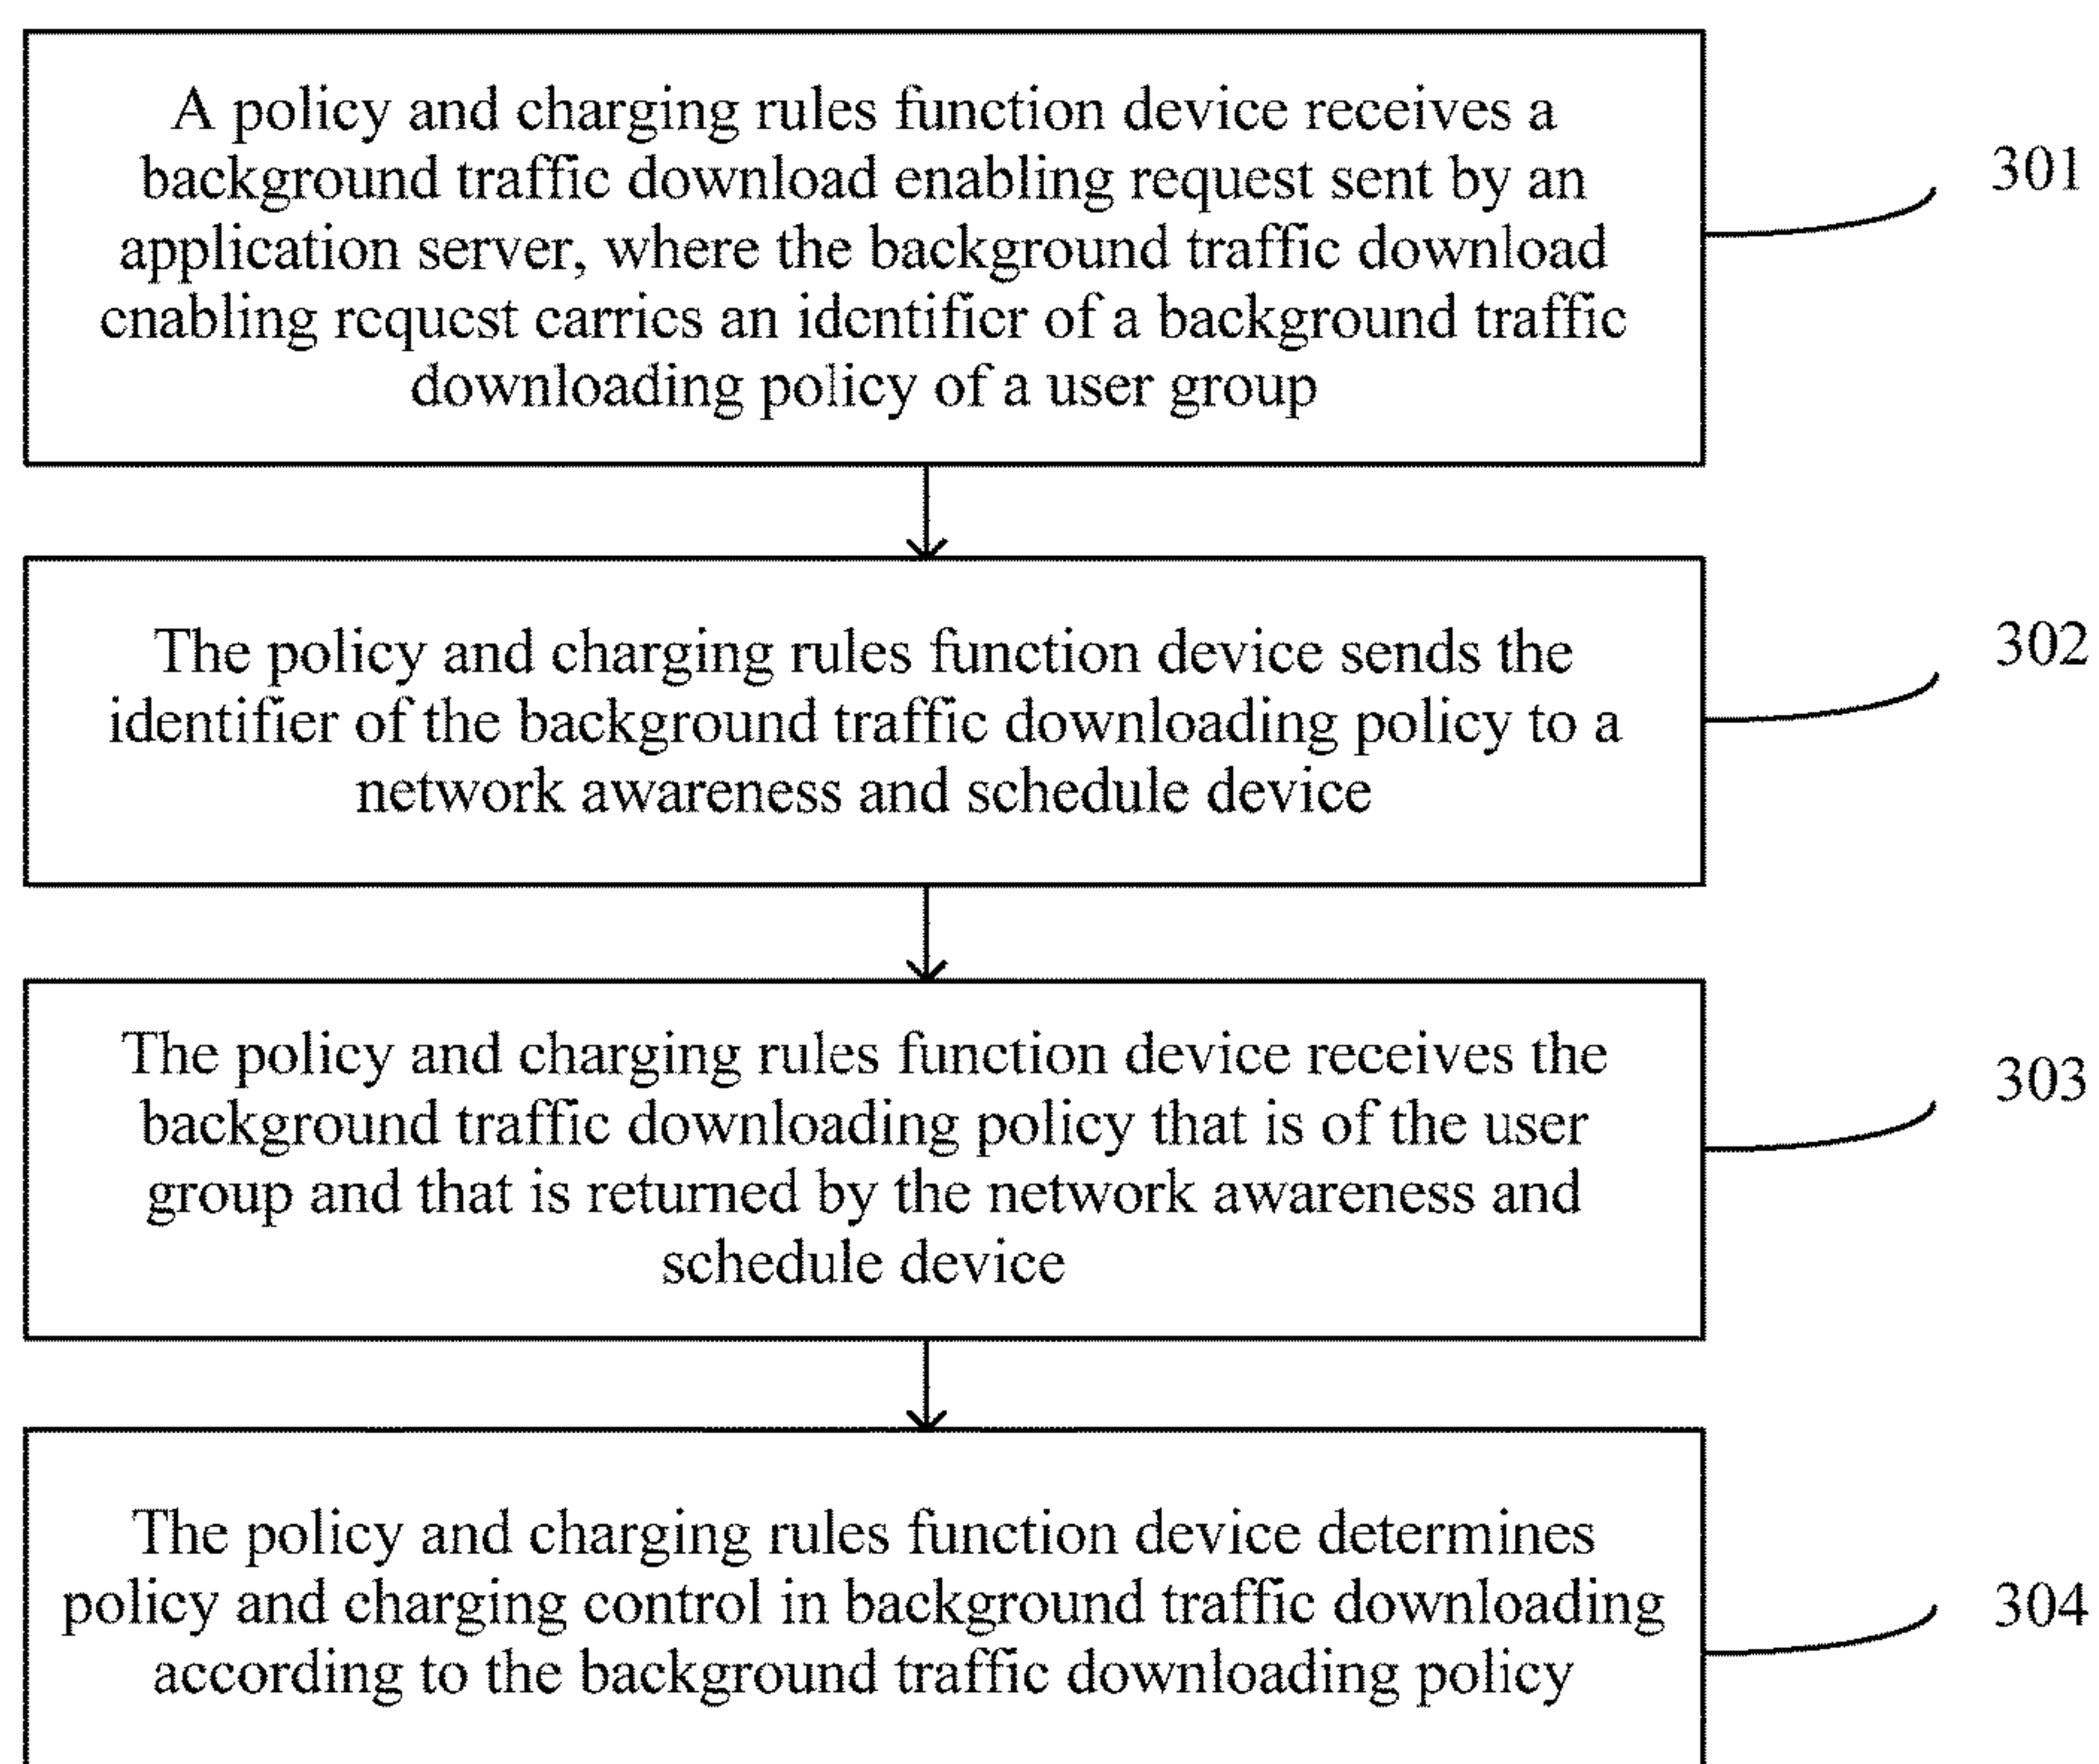 A policy and charging rules function device receives a
background traffic download enabling request sent by an
application server, where the background traffic download
enabling request carries an identifier of a background traffic
downloading policy of a user group
301
The policy and charging rules function device sends the
identifier of the background traffic downloading policy to a
network awareness and schedule device
302
The policy and charging rules function device receives the
background traffic downloading policy that is of the user
group and that is returned by the network awareness and
schedule device
303
The policy and charging rules function device determines
policy and charging control in background traffic downloading
according to the background traffic downloading policy
304